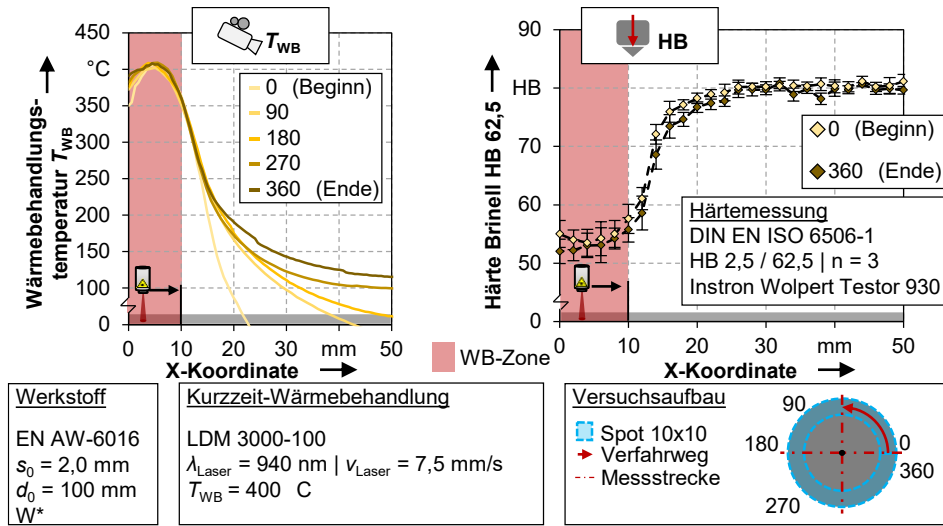 450
°C
350
300
250
200
150
100
0
Wärmebehandlungs-
temperatur T_WB
T_WB
0 (Beginn)
90
180
270
360 (Ende)
0 10 20 30 mm 50
X-Koordinate
WB-Zone
90
HB
70
60
50
0
Härte Brinell HB 62,5
HB
0 (Beginn)
360 (Ende)
Härtemessung
DIN EN ISO 6506-1
HB 2,5 / 62,5 | n = 3
Instron Wolpert Testor 930
0 10 20 30 mm 50
X-Koordinate
Werkstoff
EN AW-6016
s₀ = 2,0 mm
d₀ = 100 mm
W*
Kurzzeit-Wärmebehandlung
LDM 3000-100
λ_Laser = 940 nm | v_Laser = 7,5 mm/s
T_WB = 400 C
Versuchsaufbau
Spot 10x10
Verfahrweg
Messstrecke
90
180
0
360
270